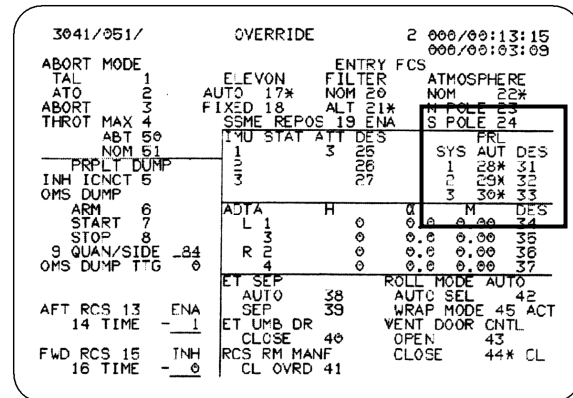 3041/051/ OVERRIDE 2 000/00:13:15
000/00:03:09
ABORT MODE ENTRY FCS
TAL 1 ELEVON FILTER ATMOSPHERE
ATO 2 AUTO 17* NOM 20 NOM 22*
ABORT 3 FIXED 18 ALT 21* N POLE 23
THROT MAX 4 SSME REPOS 19 ENA S POLE 24
ABT 50 IMU STAT ATT DES PRL
NOM 51 1 3 25 SYS AUT DES
PRPLT DUMP 2 26 1 28* 31
INH ICNCT 5 3 27 2 29* 32
OMS DUMP 3 30* 33
ARM 6 ADTA H α M DES
START 7 L 1 0 0.0 0.00 34
STOP 8 3 0 0.0 0.00 35
9 QUAN/SIDE 84 R 2 0 0.0 0.00 36
OMS DUMP TTG 0 4 0 0.0 0.00 37
ET SEP ROLL MODE AUTO
AUTO 38 AUTO SEL 42
AFT RCS 13 ENA SEP 39 WRAP MODE 45 ACT
14 TIME - 1 ET UMB DR VENT DOOR CNTL
CLOSE 40 OPEN 43
FWD RCS 15 INH RCS RM MANF CLOSE 44* CL
16 TIME - 0 CL OVRD 41